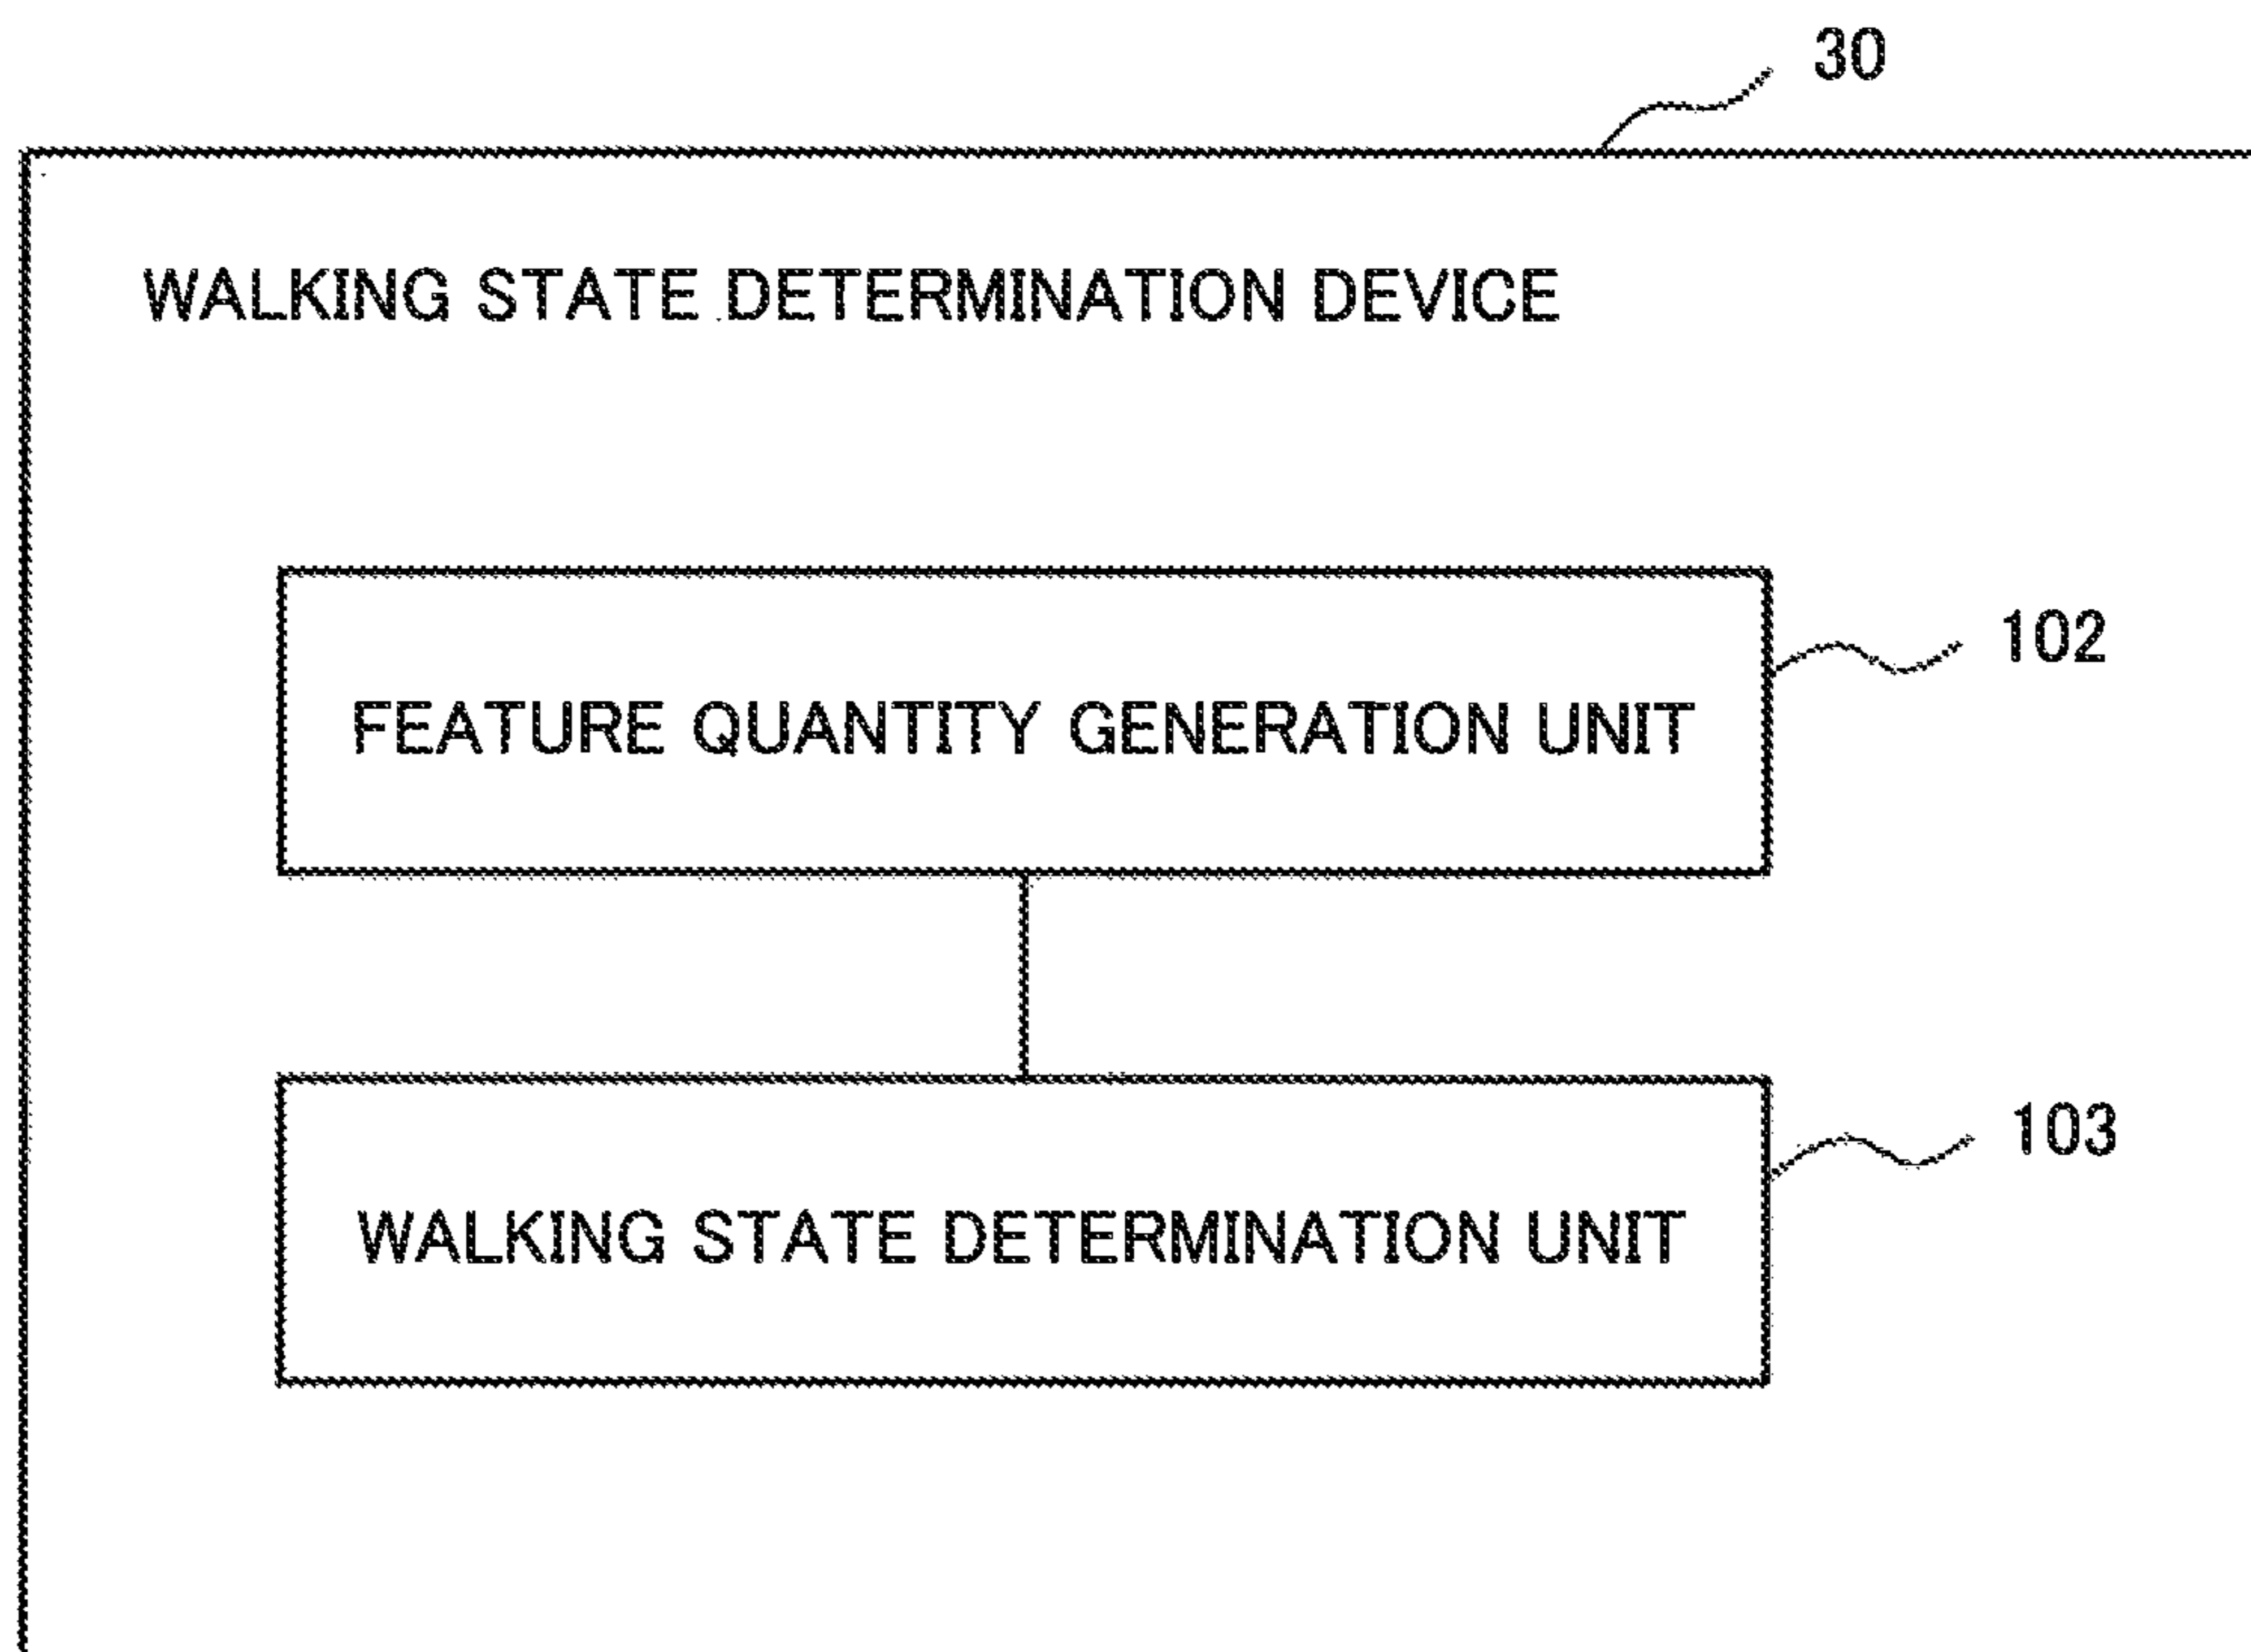 30
WALKING STATE DETERMINATION DEVICE
102
FEATURE QUANTITY GENERATION UNIT
103
WALKING STATE DETERMINATION UNIT